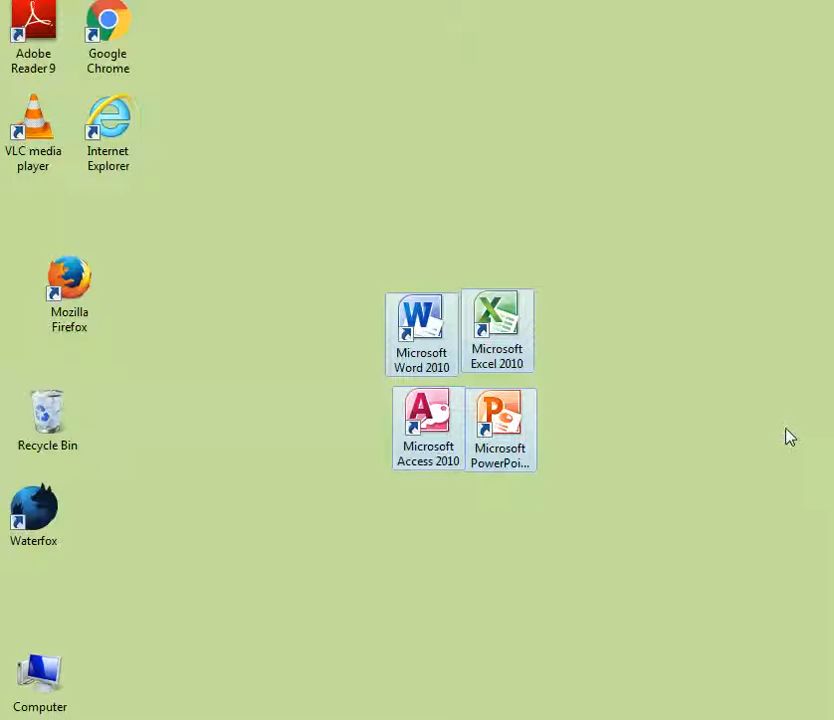 Adobe
Reader 9
Google
Chrome
VLC media
player
Internet
Explorer
Mozilla
Firefox
Microsoft
Word 2010
Microsoft
Excel 2010
Microsoft
Access 2010
Microsoft
PowerPoi...
Recycle Bin
Waterfox
Computer